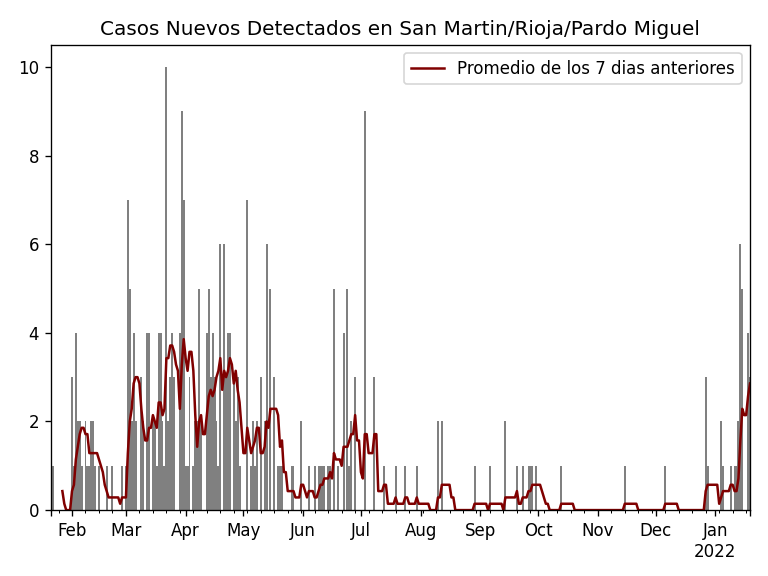 Casos Nuevos Detectados en San Martin/Rioja/Pardo Miguel
Promedio de los 7 dias anteriores
10
8
6
4
2
0
Feb Mar Apr May Jun Jul Aug Sep Oct Nov Dec Jan
2022